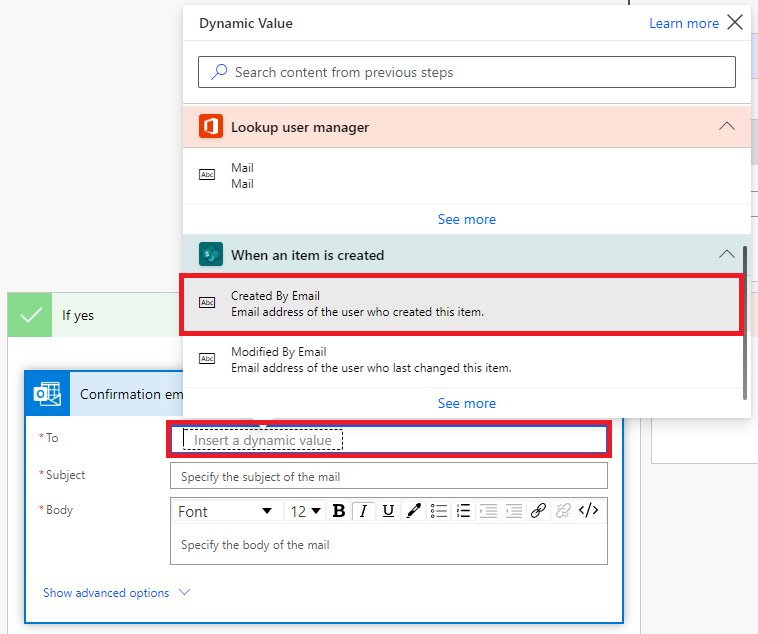 Dynamic Value
Learn more
Search content from previous steps
Lookup user manager
Abc
Mail
Mail
See more
S
When an item is created
Abc
Created By Email
Email address of the user who created this item.
Abc
Modified By Email
Email address of the user who last changed this item.
See more
If yes
Confirmation em
*To
Insert a dynamic value
*Subject
Specify the subject of the mail
*Body
Font 12 B I U </>
Specify the body of the mail
Show advanced options